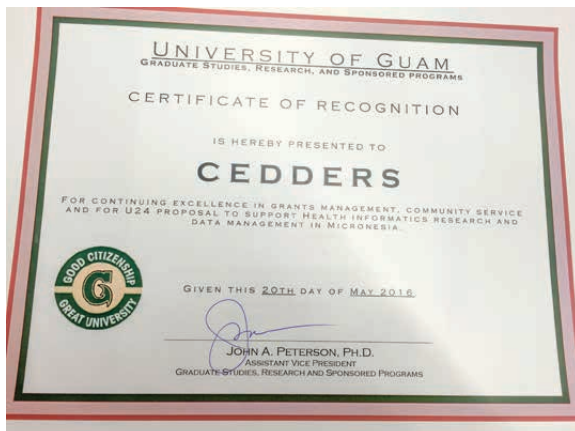 UNIVERSITY OF GUAM
GRADUATE STUDIES, RESEARCH, AND SPONSORED PROGRAMS
CERTIFICATE OF RECOGNITION
IS HEREBY PRESENTED TO
CEDDERS
FOR CONTINUING EXCELLENCE IN GRANTS MANAGEMENT, COMMUNITY SERVICE
AND FOR U24 PROPOSAL TO SUPPORT HEALTH INFORMATICS RESEARCH AND
DATA MANAGEMENT IN MICRONESIA.
GOOD CITIZENSHIP
G
GREAT UNIVERSITY
GIVEN THIS 20TH DAY OF MAY 2016
JOHN A. PETERSON, PH.D.
ASSISTANT VICE PRESIDENT
GRADUATE STUDIES, RESEARCH AND SPONSORED PROGRAMS